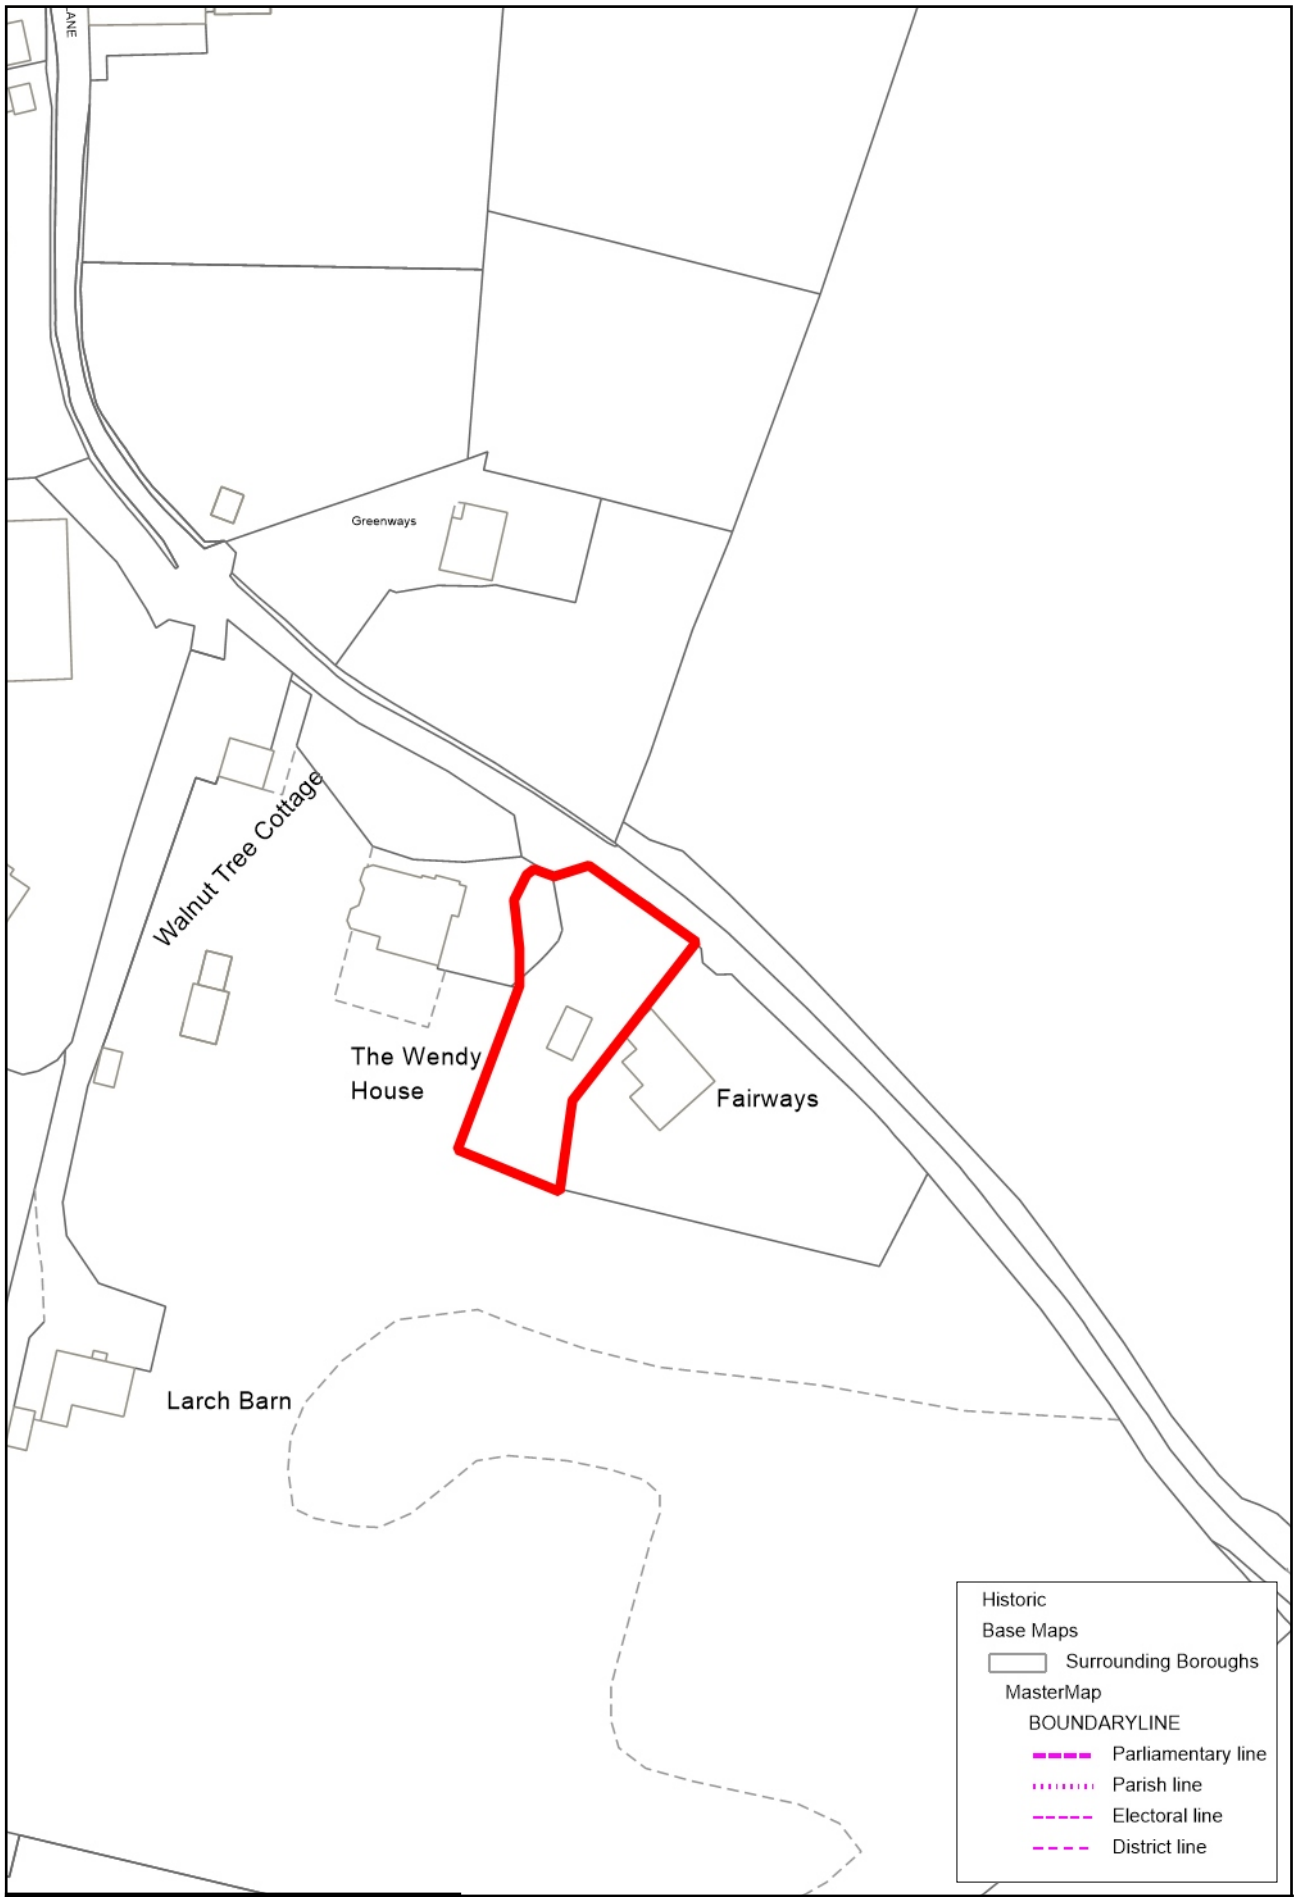 LANE
Greenways
Walnut Tree Cottage
The Wendy
House
Fairways
Larch Barn
Historic
Base Maps
Surrounding Boroughs
MasterMap
BOUNDARYLINE
Parliamentary line
Parish line
Electoral line
District line